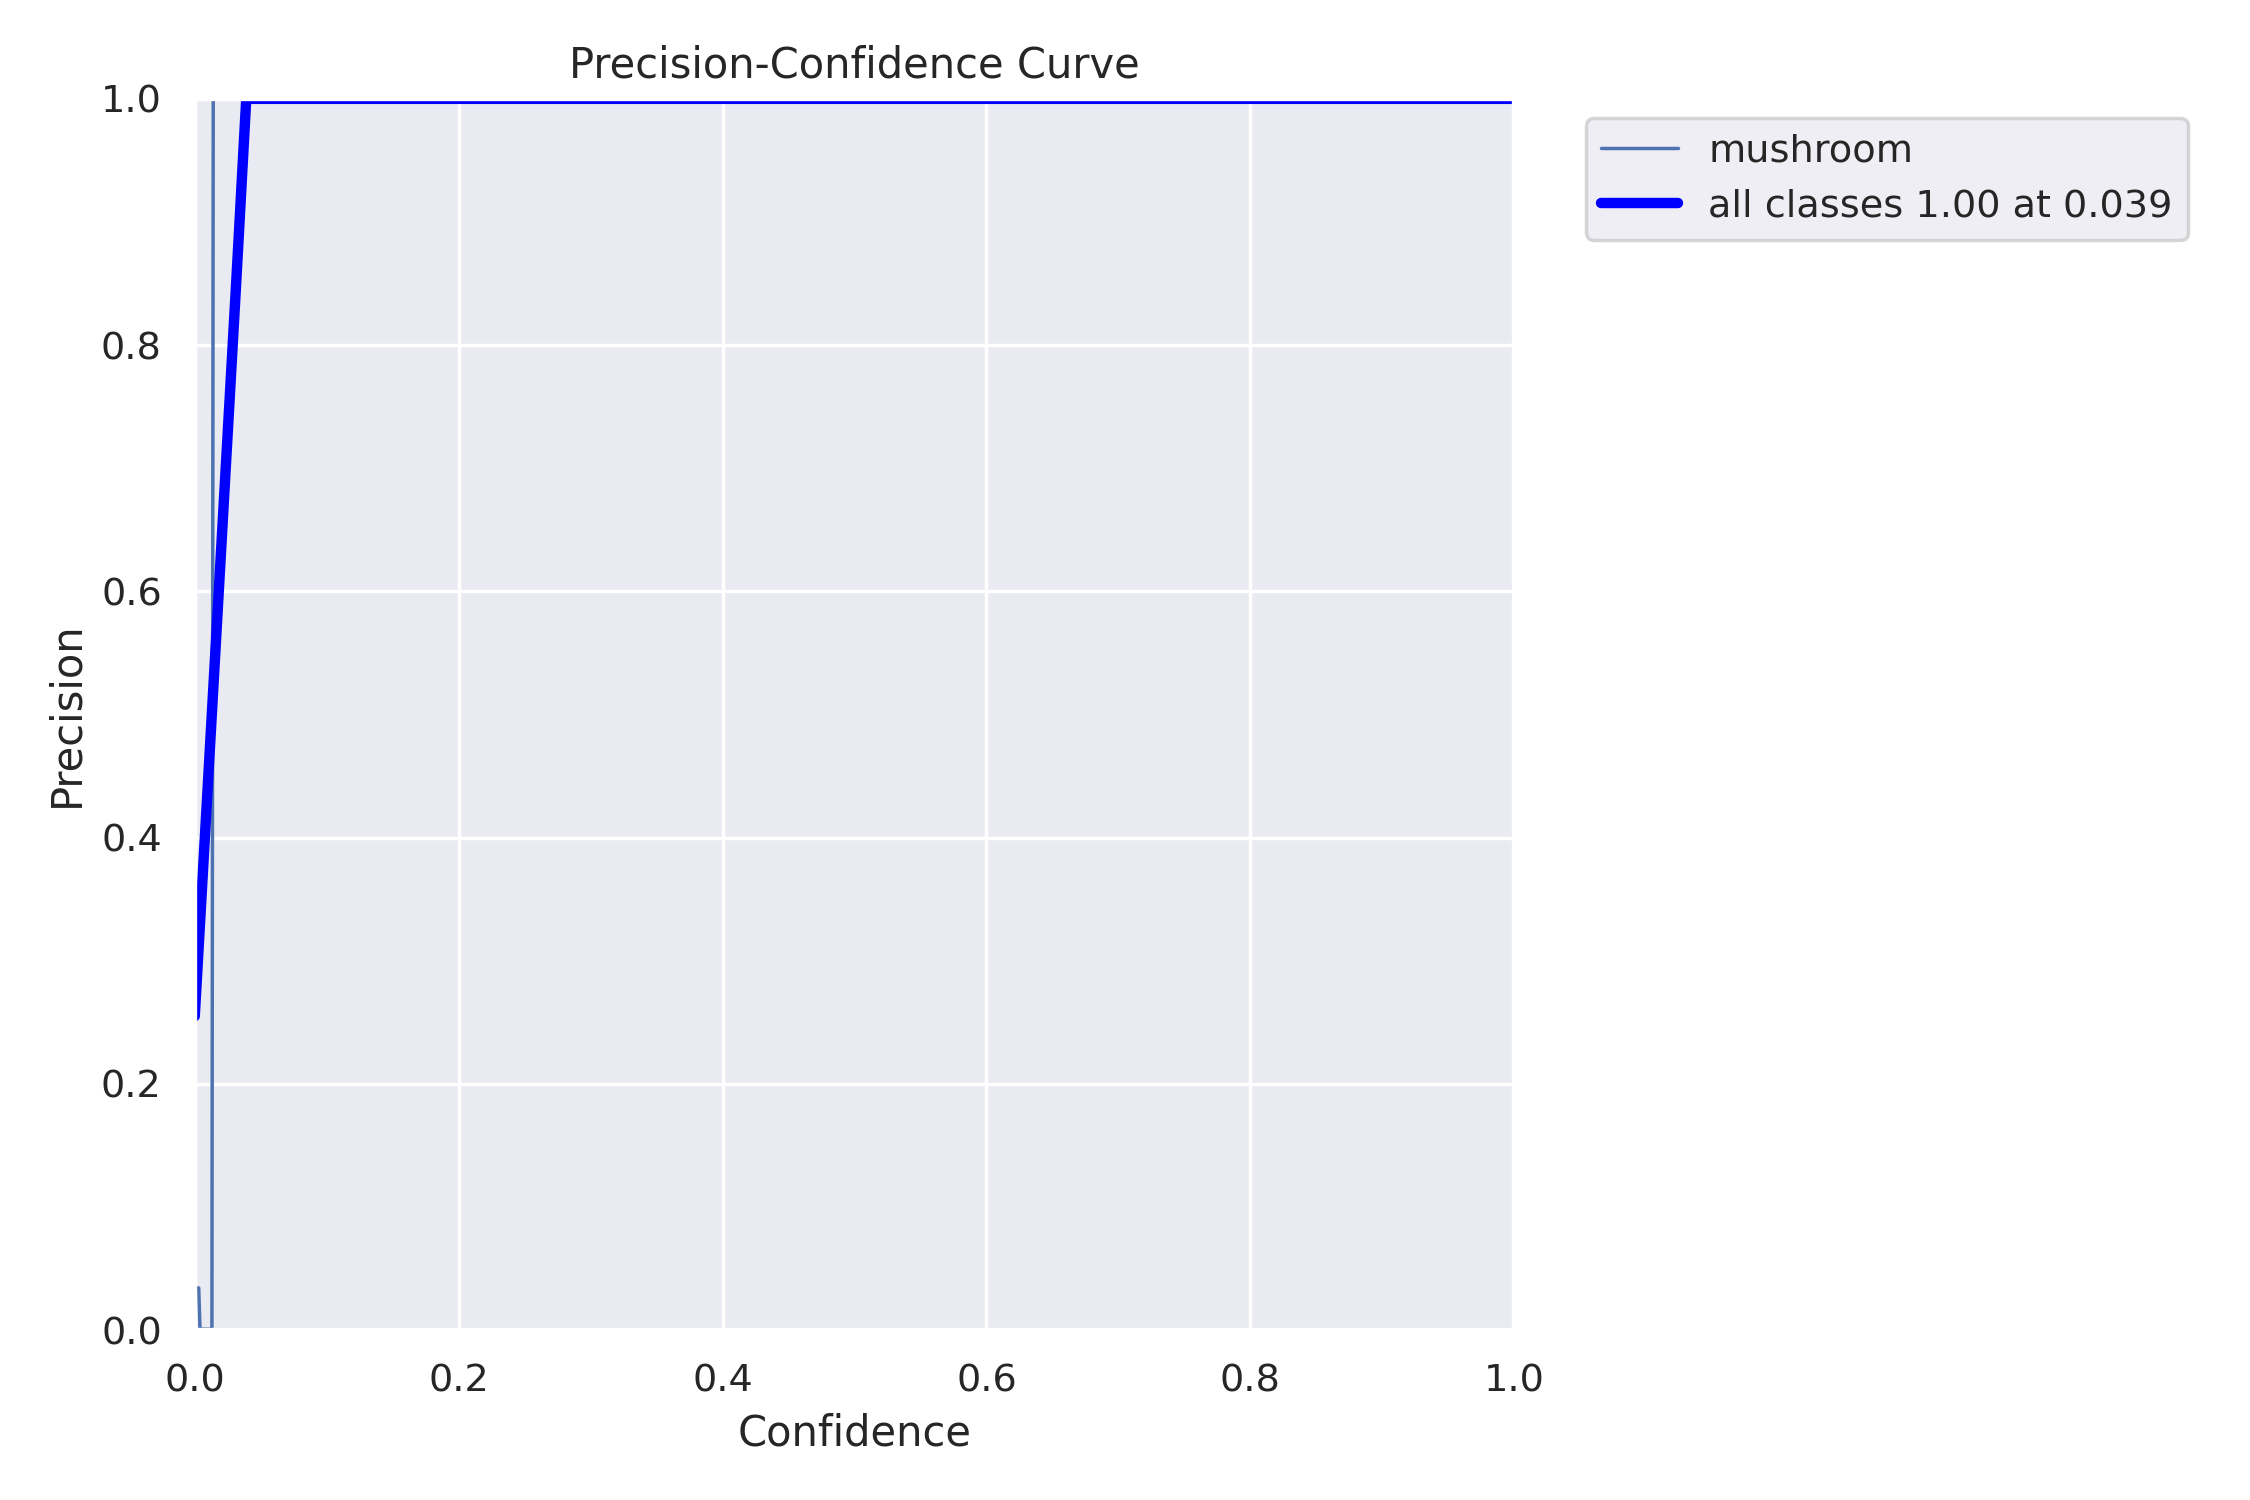 Precision-Confidence Curve
1.0
0.8
0.6
0.4
0.2
0.0
Precision
0.0 0.2 0.4 0.6 0.8 1.0
Confidence
mushroom
all classes 1.00 at 0.039